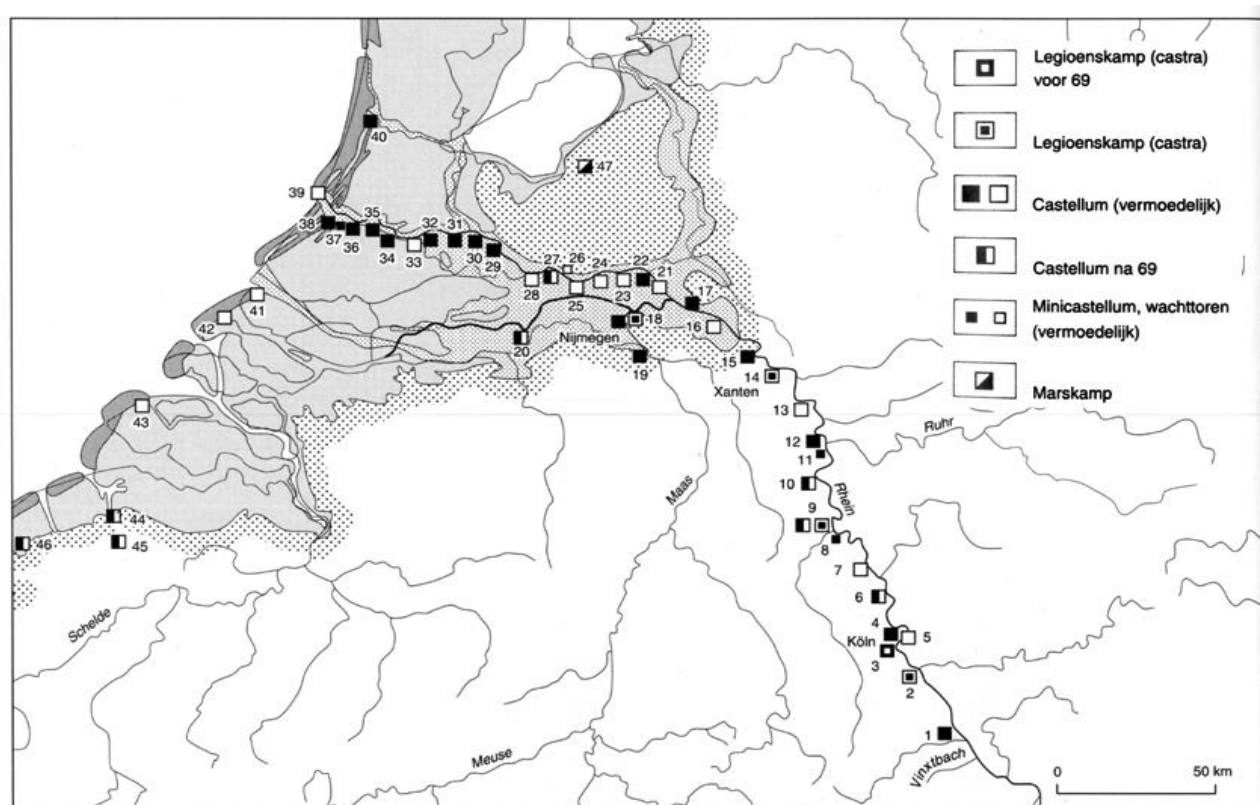 Legioenskamp (castra)
voor 69
Legioenskamp (castra)
Castellum (vermoedelijk)
Castellum na 69
Minicastellum, wachttoren
(vermoedelijk)
Marskamp
40
47
39
38
37
36
35
34
33
32
31
30
29
28
27
26
25
24
23
22
21
17
16
18
Nijmegen
20
19
15
14
Xanten
41
42
43
13
12
11
Ruhr
10
Rhein
Maas
9
8
44
45
46
7
6
4
5
Köln
3
2
1
Schelde
Meuse
Vinxtbach
0
50 km